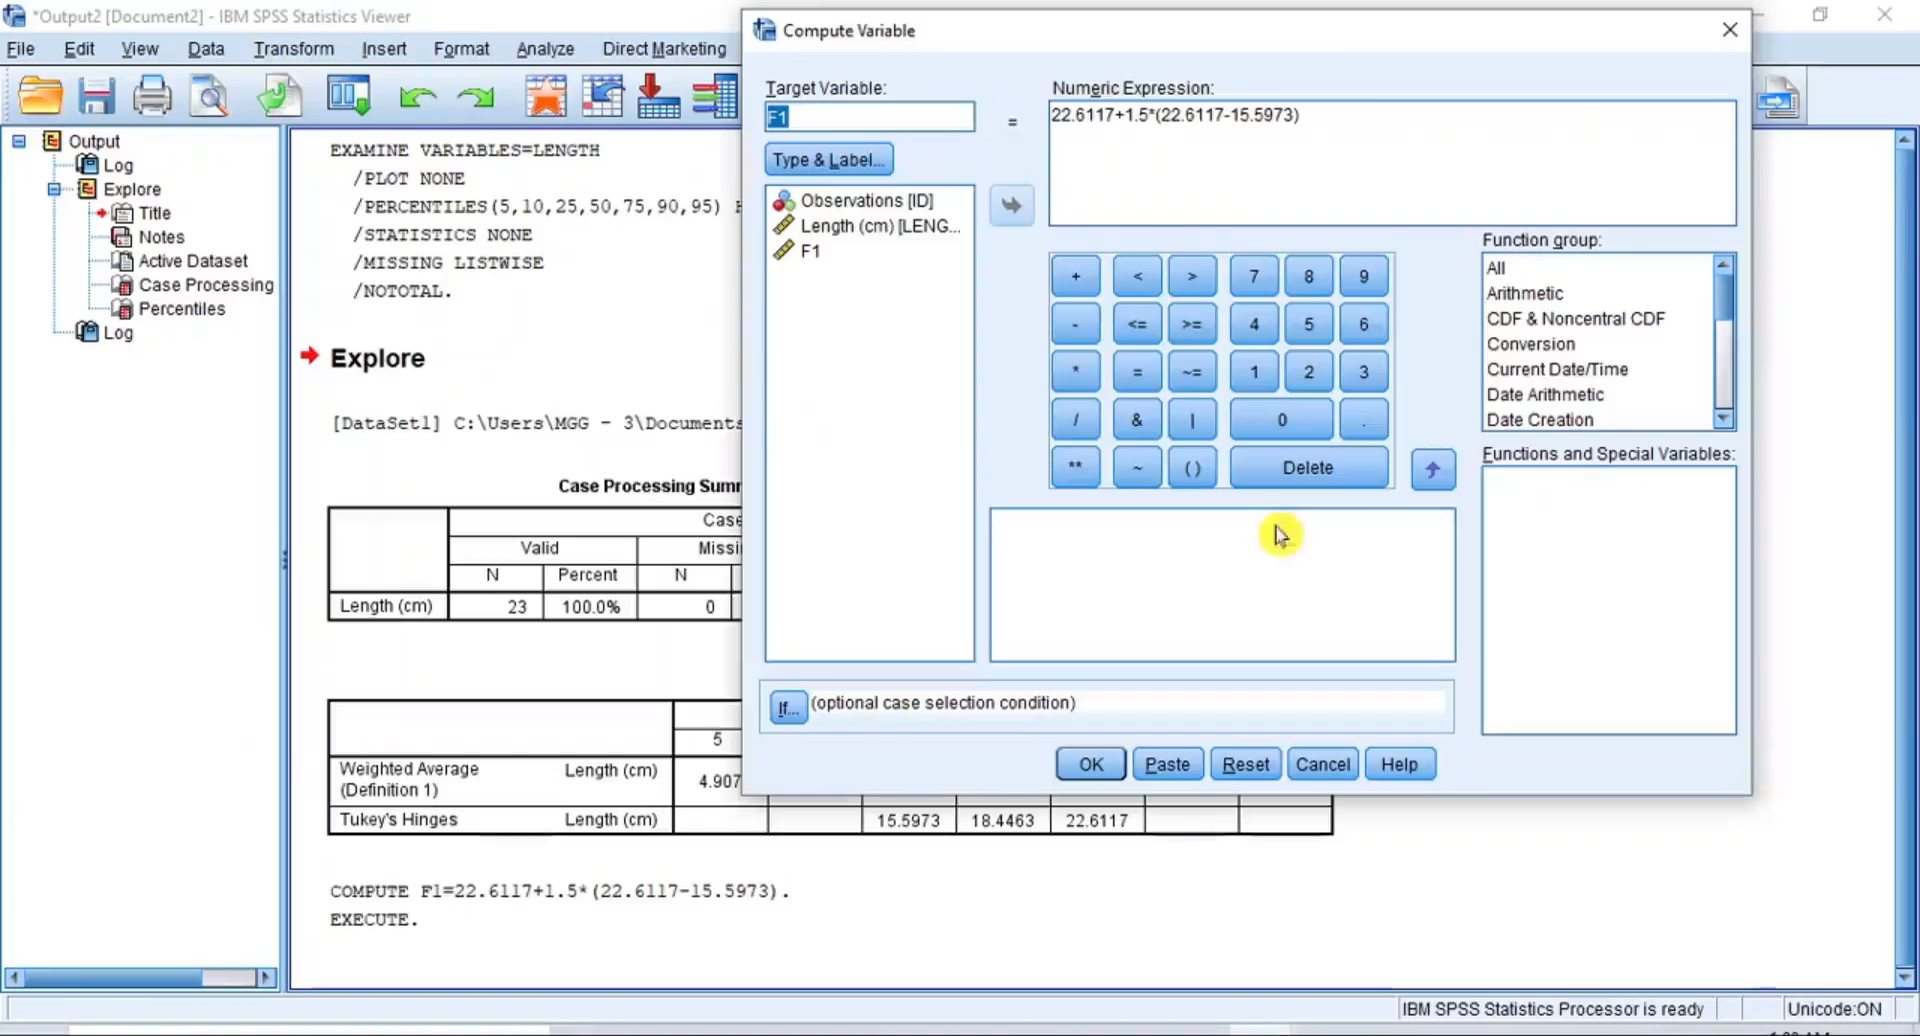 *Output2 [Document2] - IBM SPSS Statistics Viewer
File Edit View Data Transform Insert Format Analyze Direct Marketing
Output
Log
Explore
Title
Notes
Active Dataset
Case Processing
Percentiles
Log
EXAMINE VARIABLES=LENGTH
/PLOT NONE
/PERCENTILES(5,10,25,50,75,90,95)
/STATISTICS NONE
/MISSING LISTWISE
/NOTOTAL.
Explore
[DataSet1] C:\Users\MGG - 3\Documents
Case Processing Summ
Case
Valid Missi
N Percent N
Length (cm) 23 100.0% 0
5
Weighted Average Length (cm) 4.907
(Definition 1)
Tukey's Hinges Length (cm) 15.5973 18.4463 22.6117
COMPUTE F1=22.6117+1.5*(22.6117-15.5973).
EXECUTE.
Compute Variable
Target Variable:
F1
=
Numeric Expression:
22.6117+1.5*(22.6117-15.5973)
Type & Label...
Observations [ID]
Length (cm) [LENG...
F1
+ < > 7 8 9
- <= >= 4 5 6
* = ~= 1 2 3
/ & | 0 .
** ~ () Delete
Function group:
All
Arithmetic
CDF & Noncentral CDF
Conversion
Current Date/Time
Date Arithmetic
Date Creation
Functions and Special Variables:
If... (optional case selection condition)
OK Paste Reset Cancel Help
IBM SPSS Statistics Processor is ready Unicode:ON